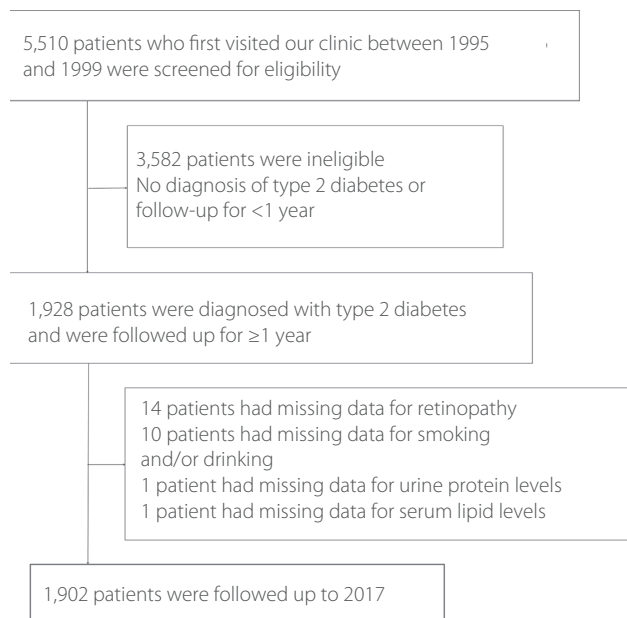 5,510 patients who first visited our clinic between 1995
and 1999 were screened for eligibility
3,582 patients were ineligible
No diagnosis of type 2 diabetes or
follow-up for <1 year
1,928 patients were diagnosed with type 2 diabetes
and were followed up for ≥1 year
14 patients had missing data for retinopathy
10 patients had missing data for smoking
and/or drinking
1 patient had missing data for urine protein levels
1 patient had missing data for serum lipid levels
1,902 patients were followed up to 2017